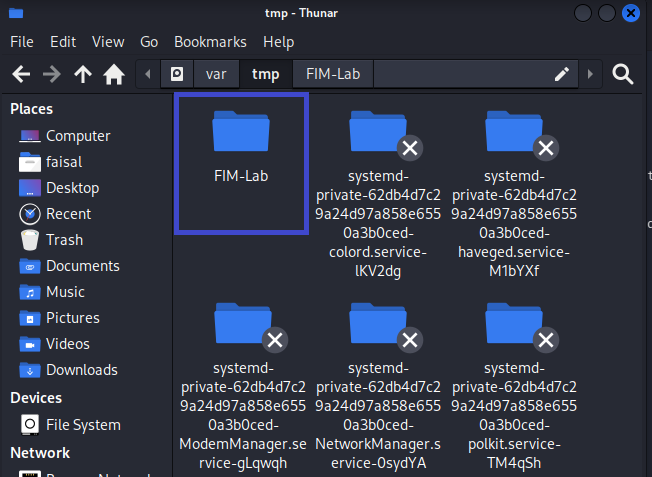 tmp - Thunar
File Edit View Go Bookmarks Help
var tmp FIM-Lab
Places
Computer
faisal
Desktop
Recent
Trash
Documents
Music
Pictures
Videos
Downloads
Devices
File System
Network
FIM-Lab
systemd-
private-62db4d7c2
9a24d97a858e655
0a3b0ced-
colord.service-
lKV2dg
systemd-
private-62db4d7c2
9a24d97a858e655
0a3b0ced-
haveged.service-
M1bYXf
systemd-
private-62db4d7c2
9a24d97a858e655
0a3b0ced-
ModemManager.se
rvice-gLqwqh
systemd-
private-62db4d7c2
9a24d97a858e655
0a3b0ced-
NetworkManager.s
ervice-0sydYA
systemd-
private-62db4d7c2
9a24d97a858e655
0a3b0ced-
polkit.service-
TM4qSh